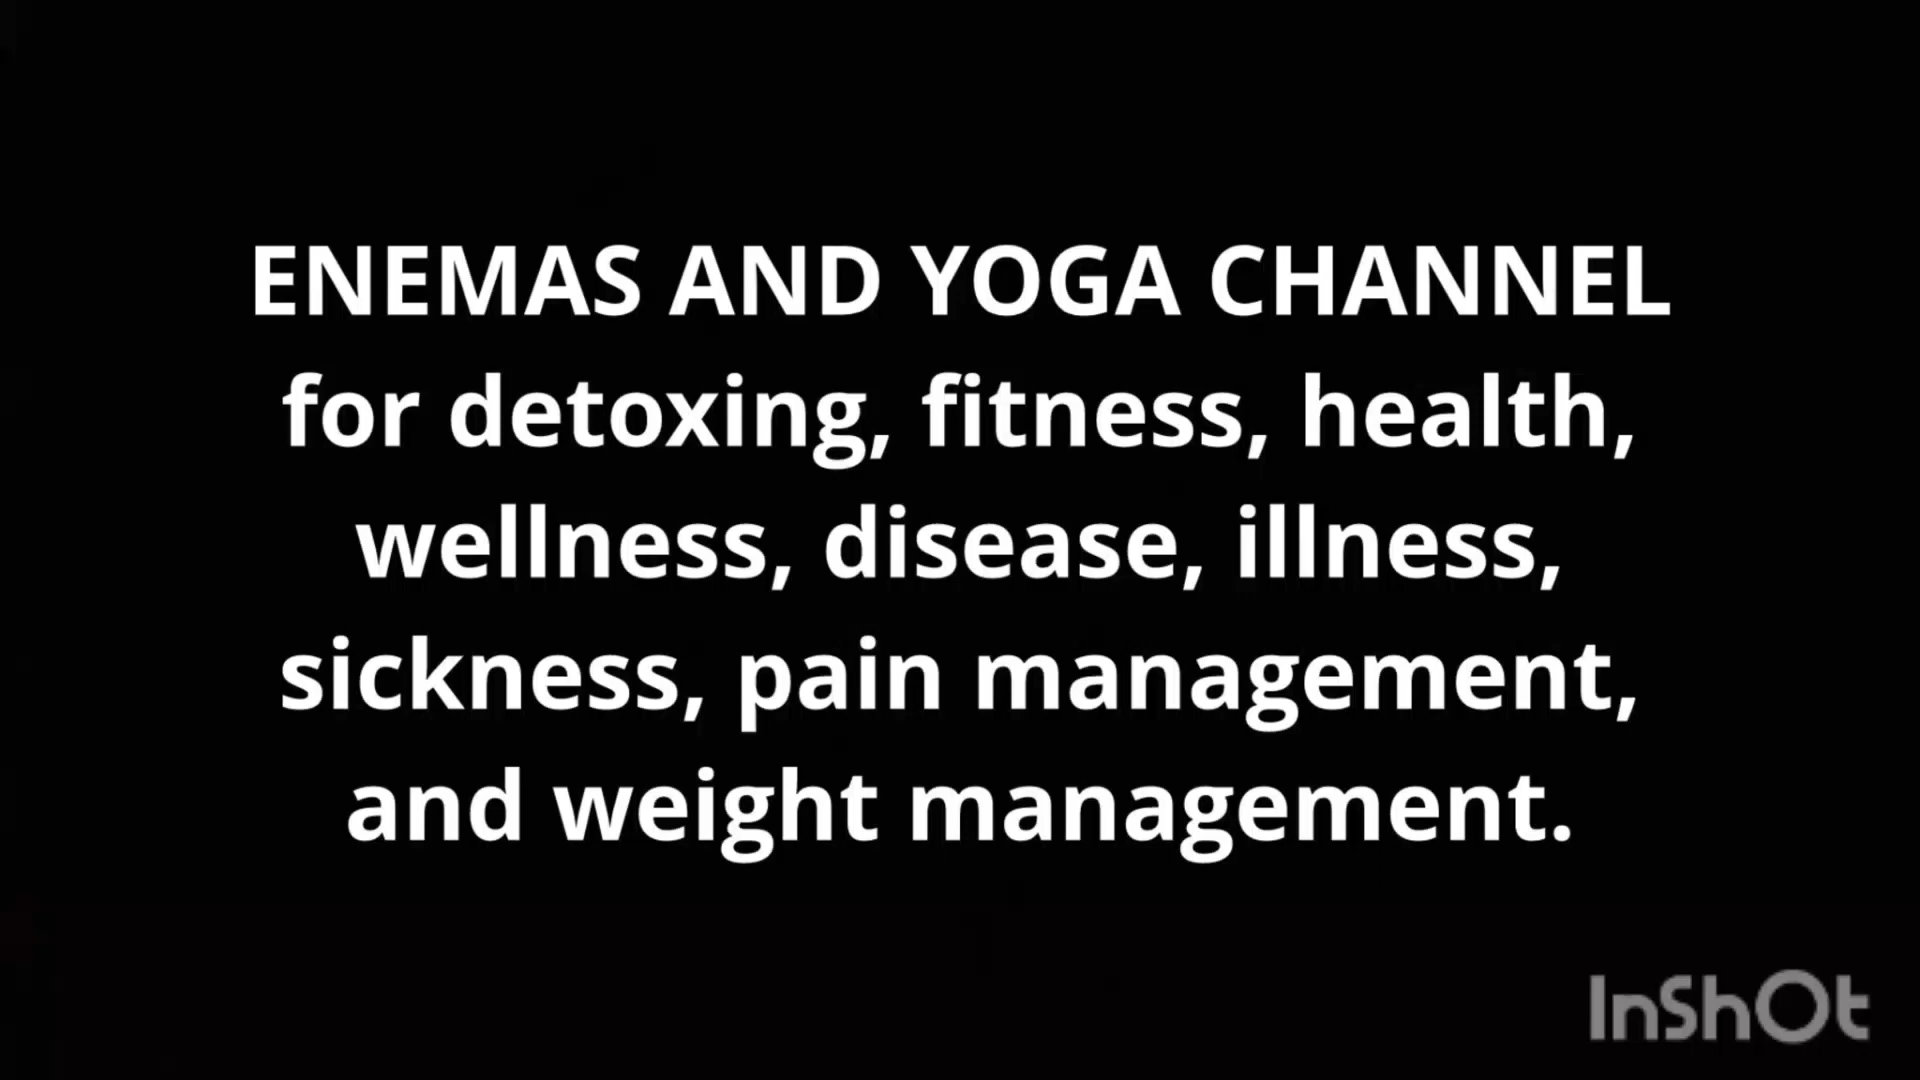 ENEMAS AND YOGA CHANNEL
for detoxing, fitness, health,
wellness, disease, illness,
sickness, pain management,
and weight management.
InShOt